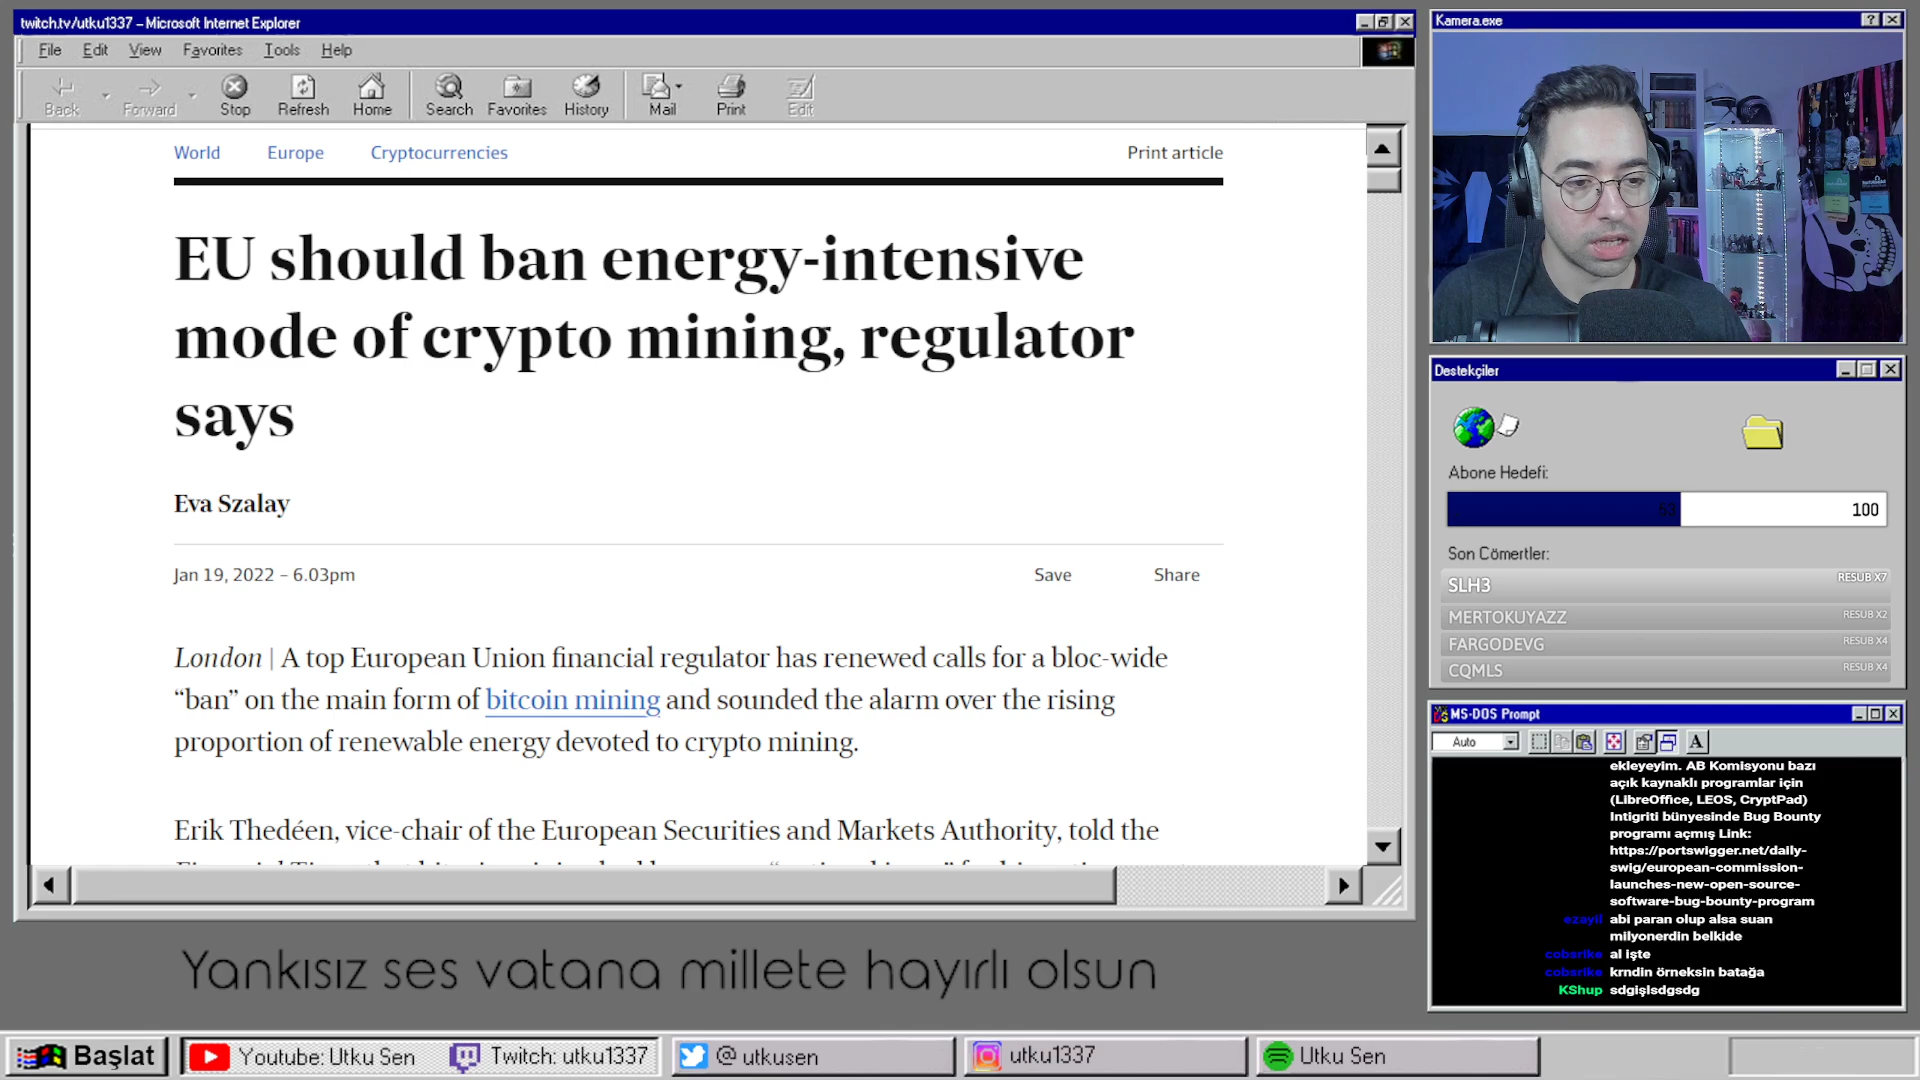 twitch.tv/utku1337 – Microsoft Internet Explorer
File Edit View Favorites Tools Help
Back Forward Stop Refresh Home Search Favorites History Mail Print Edit
World Europe Cryptocurrencies Print article
EU should ban energy-intensive
mode of crypto mining, regulator
says
Eva Szalay
Jan 19, 2022 – 6.03pm Save Share
London | A top European Union financial regulator has renewed calls for a bloc-wide
“ban” on the main form of bitcoin mining and sounded the alarm over the rising
proportion of renewable energy devoted to crypto mining.
Erik Thedéen, vice-chair of the European Securities and Markets Authority, told the
Yankısız ses vatana millete hayırlı olsun
Kamera.exe
Destekçiler
Abone Hedefi:
53 100
Son Cömertler:
SLH3 RESUB X7
MERTOKUYAZZ RESUB X2
FARGODEVG RESUB X4
CQMLS RESUB X4
MS-DOS Prompt
Auto
A
ekleyeyim. AB Komisyonu bazı
açık kaynaklı programlar için
(LibreOffice, LEOS, CryptPad)
Intigriti bünyesinde Bug Bounty
programı açmış Link:
https://portswigger.net/daily-
swig/european-commission-
launches-new-open-source-
software-bug-bounty-program
ezayil abi paran olup alsa suan
milyonerdin belkide
cobsrike al işte
cobsrike krndin örneksin batağa
KShup sdgişlsdgsdg
Başlat Youtube: Utku Sen Twitch: utku1337 @utkusen utku1337 Utku Sen